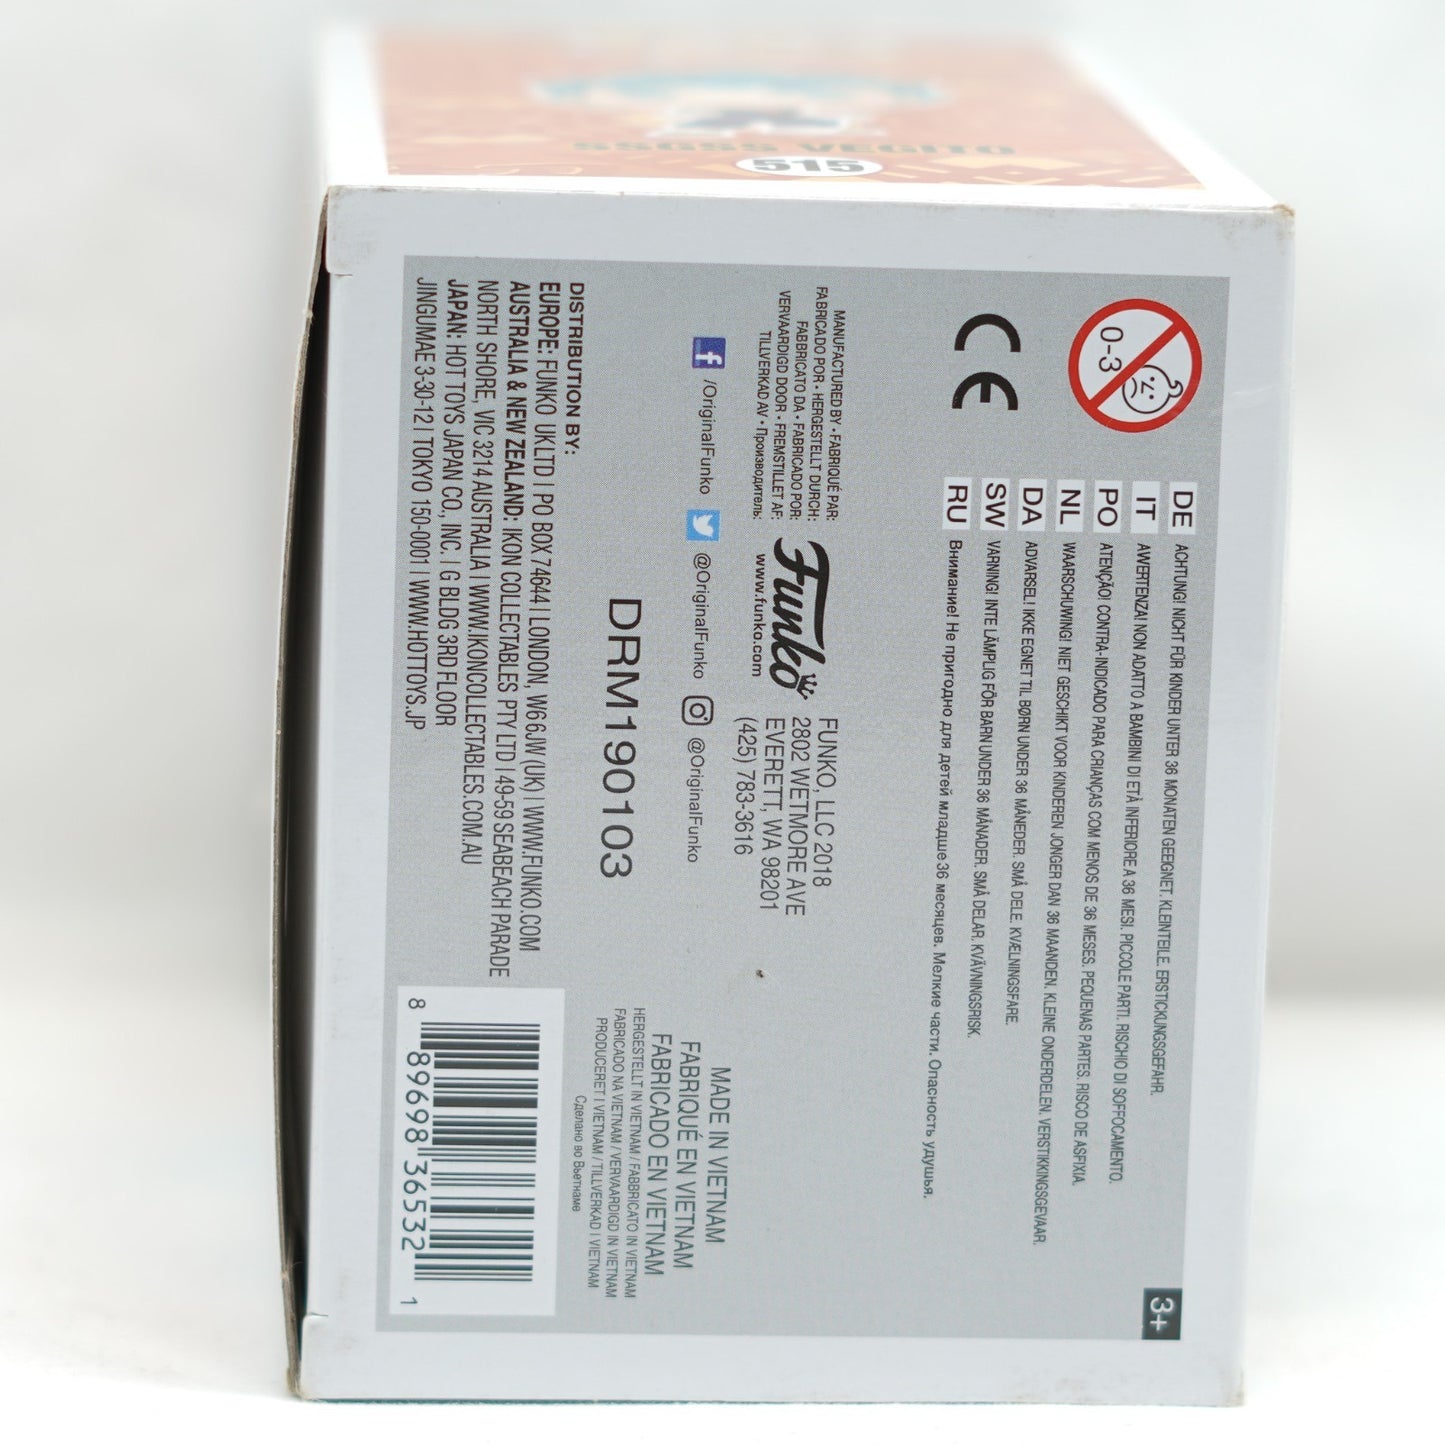 SSGSS VEGITO
515
0-3
CE
DE ACHTUNG! NICHT FÜR KINDER UNTER 36 MONATEN GEEIGNET. KLEINTEILE. ERSTICKUNGSGEFAHR.
IT AVVERTENZA! NON ADATTO A BAMBINI DI ETÀ INFERIORE A 36 MESI. PICCOLE PARTI. RISCHIO DI SOFFOCAMENTO.
PO ATENÇÃO! CONTRA-INDICADO PARA CRIANÇAS COM MENOS DE 36 MESES. PEQUENAS PARTES. RISCO DE ASFIXIA.
NL WAARSCHUWING! NIET GESCHIKT VOOR KINDEREN JONGER DAN 36 MAANDEN. KLEINE ONDERDELEN. VERSTIKKINGSGEVAAR.
DA ADVARSEL! IKKE EGNET TIL BØRN UNDER 36 MÅNEDER. SMÅ DELE. KVÆLNINGSFARE.
SW VARNING! INTE LÄMPLIG FÖR BARN UNDER 36 MÅNADER. SMÅ DELAR. KVÄVNINGSRISK.
RU Внимание! Не пригодно для детей младше 36 месяцев. Мелкие части. Опасность удушья.
3+
MANUFACTURED BY • FABRIQUÉ PAR:
FABRICADO POR • HERGESTELLT DURCH:
FABBRICATO DA • FABRICADO POR:
VERVAARDIGD DOOR • FREMSTILLET AF:
TILLVERKAD AV • Производитель:
Funko
www.funko.com
FUNKO, LLC 2018
2802 WETMORE AVE
EVERETT, WA 98201
(425) 783-3616
/OriginalFunko @OriginalFunko @OriginalFunko
DRM190103
MADE IN VIETNAM
FABRIQUÉ EN VIETNAM
FABRICADO EN VIETNAM
HERGESTELLT IN VIETNAM / FABBRICATO IN VIETNAM
FABRICADO NA VIETNAM / VERVAARDIGD IN VIETNAM
PRODUCERET I VIETNAM / TILLVERKAD I VIETNAM
Сделано во Вьетнаме
DISTRIBUTION BY:
EUROPE: FUNKO UK LTD | PO BOX 74644 | LONDON, W6 6JW (UK) | WWW.FUNKO.COM
AUSTRALIA & NEW ZEALAND: IKON COLLECTABLES PTY LTD | 49-59 SEABEACH PARADE
NORTH SHORE, VIC 3214 AUSTRALIA | WWW.IKONCOLLECTABLES.COM.AU
JAPAN: HOT TOYS JAPAN CO., INC. | G BLDG 3RD FLOOR
JINGUMAE 3-30-12 | TOKYO 150-0001 | WWW.HOTTOYS.JP
8 89698 36532 1